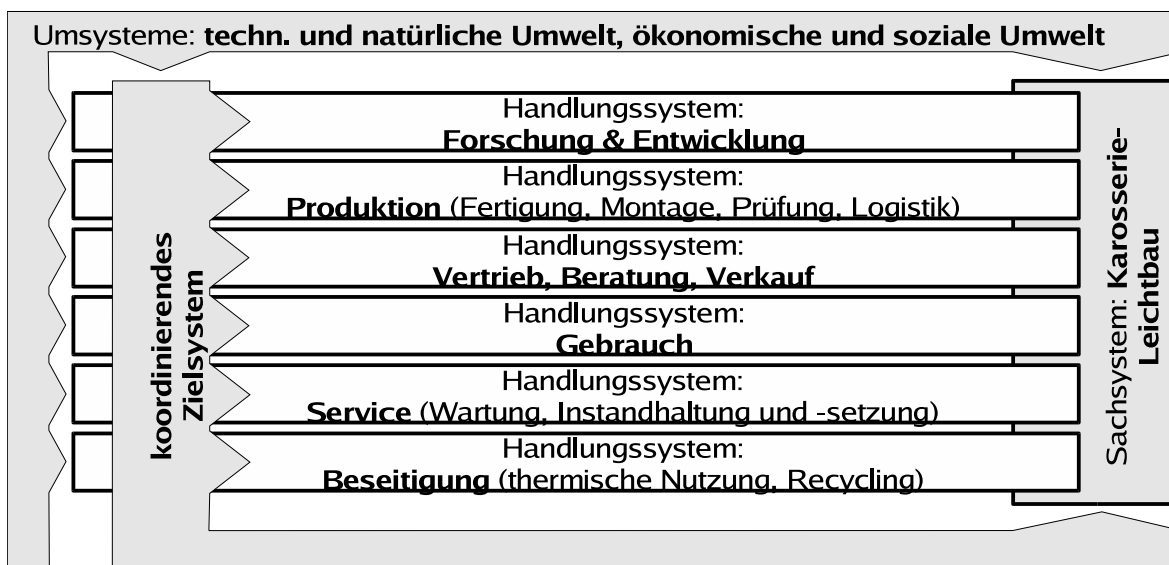 Umsysteme: techn. und natürliche Umwelt, ökonomische und soziale Umwelt
koordinierendes
Zielsystem
Handlungssystem:
Forschung & Entwicklung
Handlungssystem:
Produktion (Fertigung, Montage, Prüfung, Logistik)
Handlungssystem:
Vertrieb, Beratung, Verkauf
Handlungssystem:
Gebrauch
Handlungssystem:
Service (Wartung, Instandhaltung und -setzung)
Handlungssystem:
Beseitigung (thermische Nutzung, Recycling)
Sachsystem: Karosserie-
Leichtbau